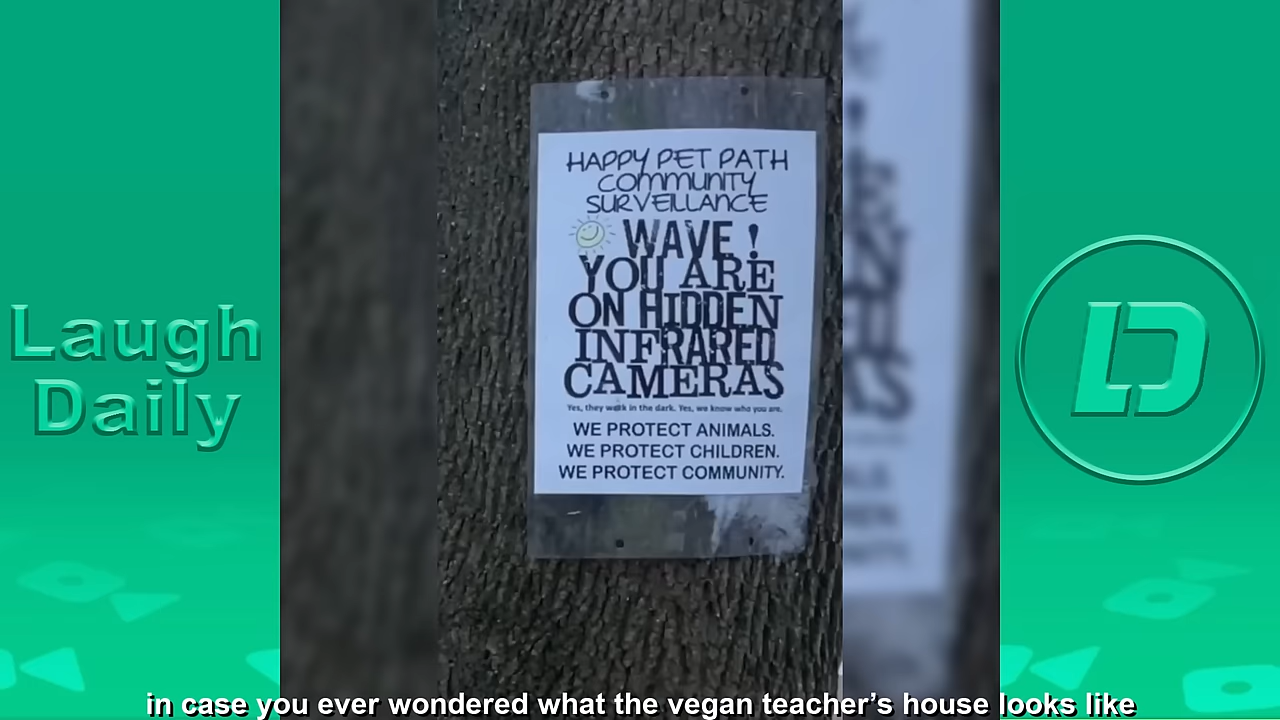 Laugh
Daily
HAPPY PET PATH
COMMUNITY
SURVEILLANCE
WAVE!
YOU ARE
ON HIDDEN
INFRARED
CAMERAS
Yes, they work in the dark. Yes, we know who you are.
WE PROTECT ANIMALS.
WE PROTECT CHILDREN.
WE PROTECT COMMUNITY.
LD
in case you ever wondered what the vegan teacher’s house looks like